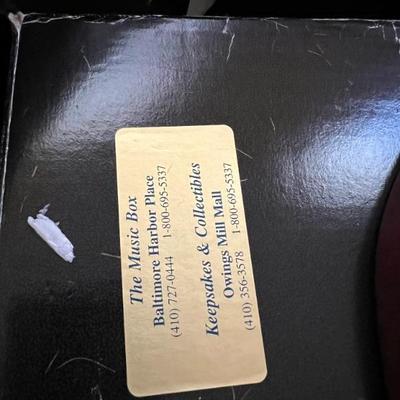 The Music Box
Baltimore Harbor Place
(410) 727-0444 1-800-695-5337
Keepsakes & Collectibles
Owings Mill Mall
(410) 356-3578 1-800-695-5337